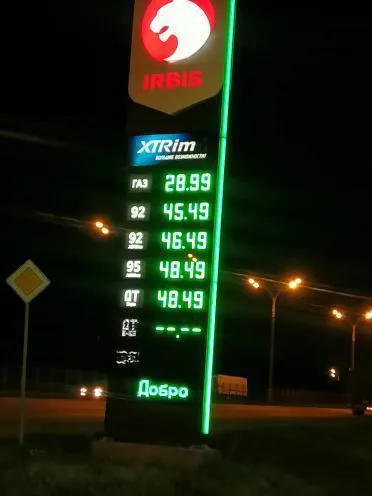 IRBIS
XTRim
БОЛЬШЕ ВОЗМОЖНОСТЕЙ!
ГАЗ 28.99
92 45.49
92 46.49
95 48.49
ДТ 48.49
ДТ --.--
Добро